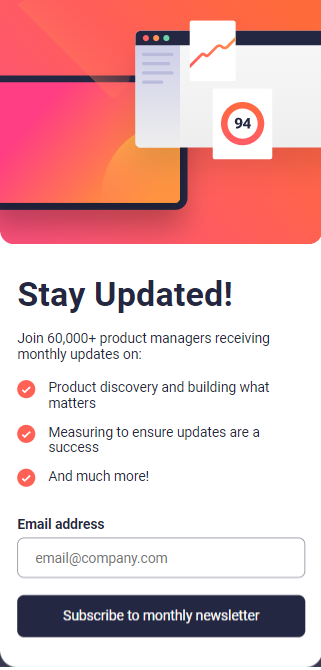 94
Stay Updated!
Join 60,000+ product managers receiving
monthly updates on:
Product discovery and building what
matters
Measuring to ensure updates are a
success
And much more!
Email address
email@company.com
Subscribe to monthly newsletter